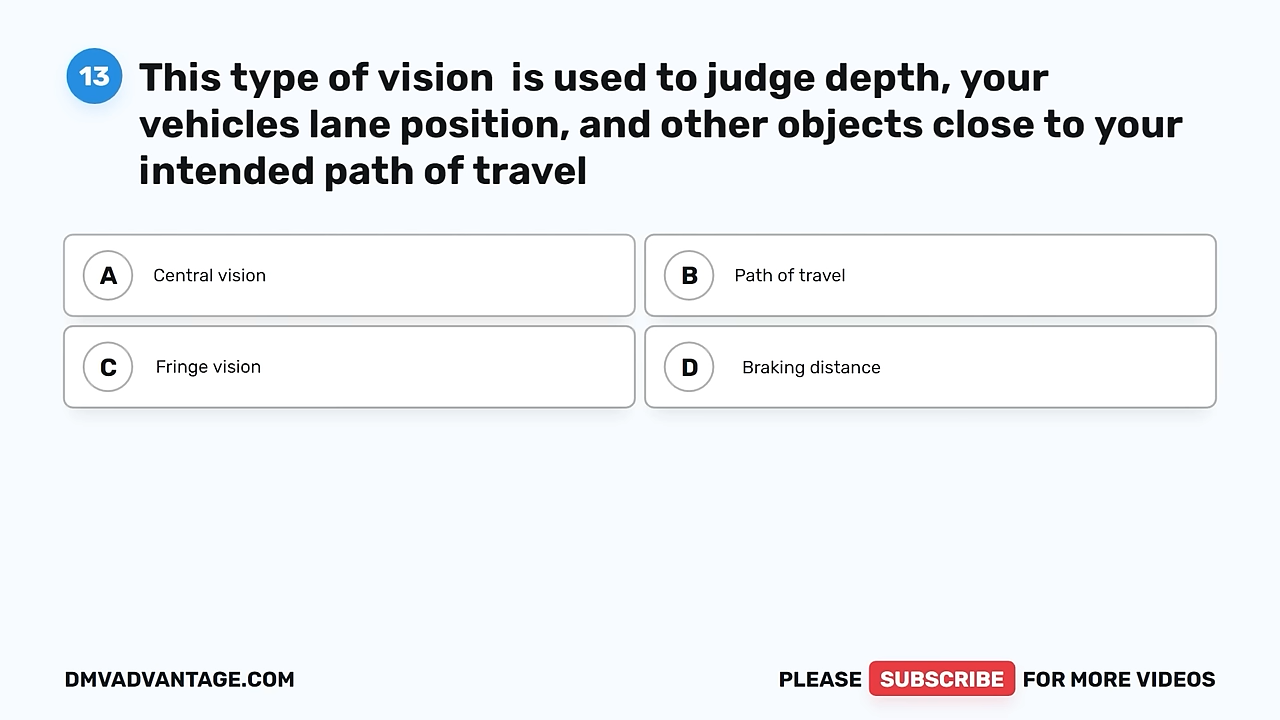 13 This type of vision is used to judge depth, your
vehicles lane position, and other objects close to your
intended path of travel
A Central vision
B Path of travel
C Fringe vision
D Braking distance
DMVADVANTAGE.COM
PLEASE SUBSCRIBE FOR MORE VIDEOS